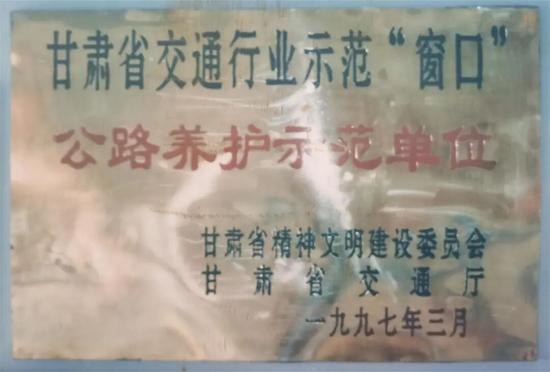 甘肃省交通行业示范“窗口”
公路养护示范单位
甘肃省精神文明建设委员会
甘肃省交通厅
一九九七年三月